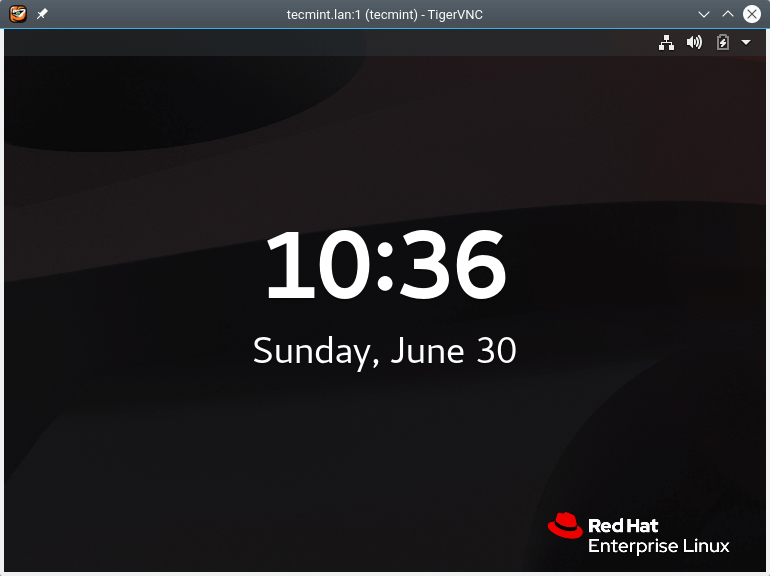 tecmint.lan:1 (tecmint) - TigerVNC
10:36
Sunday, June 30
Red Hat
Enterprise Linux